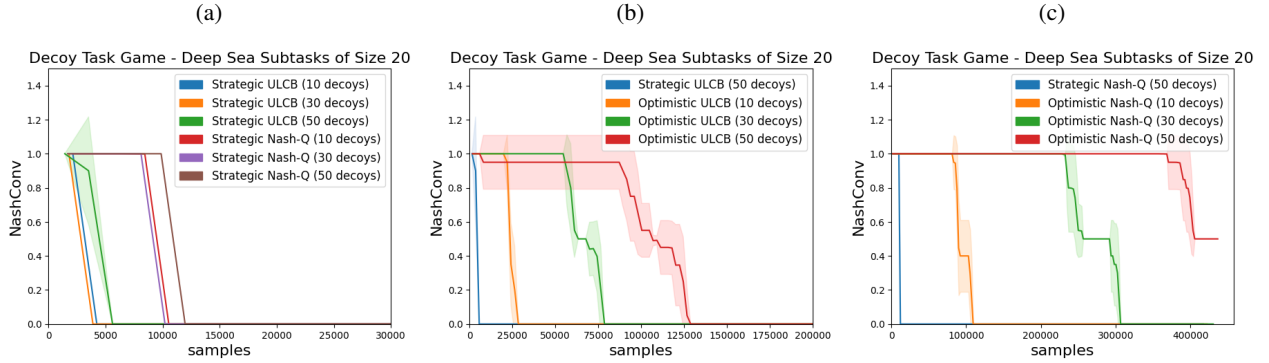 (a)
Decoy Task Game - Deep Sea Subtasks of Size 20
NashConv
1.4
1.2
1.0
0.8
0.6
0.4
0.2
0.0
Strategic ULCB (10 decoys)
Strategic ULCB (30 decoys)
Strategic ULCB (50 decoys)
Strategic Nash-Q (10 decoys)
Strategic Nash-Q (30 decoys)
Strategic Nash-Q (50 decoys)
0 5000 10000 15000 20000 25000 30000
samples
(b)
Decoy Task Game - Deep Sea Subtasks of Size 20
NashConv
1.4
1.2
1.0
0.8
0.6
0.4
0.2
0.0
Strategic ULCB (50 decoys)
Optimistic ULCB (10 decoys)
Optimistic ULCB (30 decoys)
Optimistic ULCB (50 decoys)
0 25000 50000 75000 100000 125000 150000 175000 200000
samples
(c)
Decoy Task Game - Deep Sea Subtasks of Size 20
NashConv
1.4
1.2
1.0
0.8
0.6
0.4
0.2
0.0
Strategic Nash-Q (50 decoys)
Optimistic Nash-Q (10 decoys)
Optimistic Nash-Q (30 decoys)
Optimistic Nash-Q (50 decoys)
0 100000 200000 300000 400000
samples